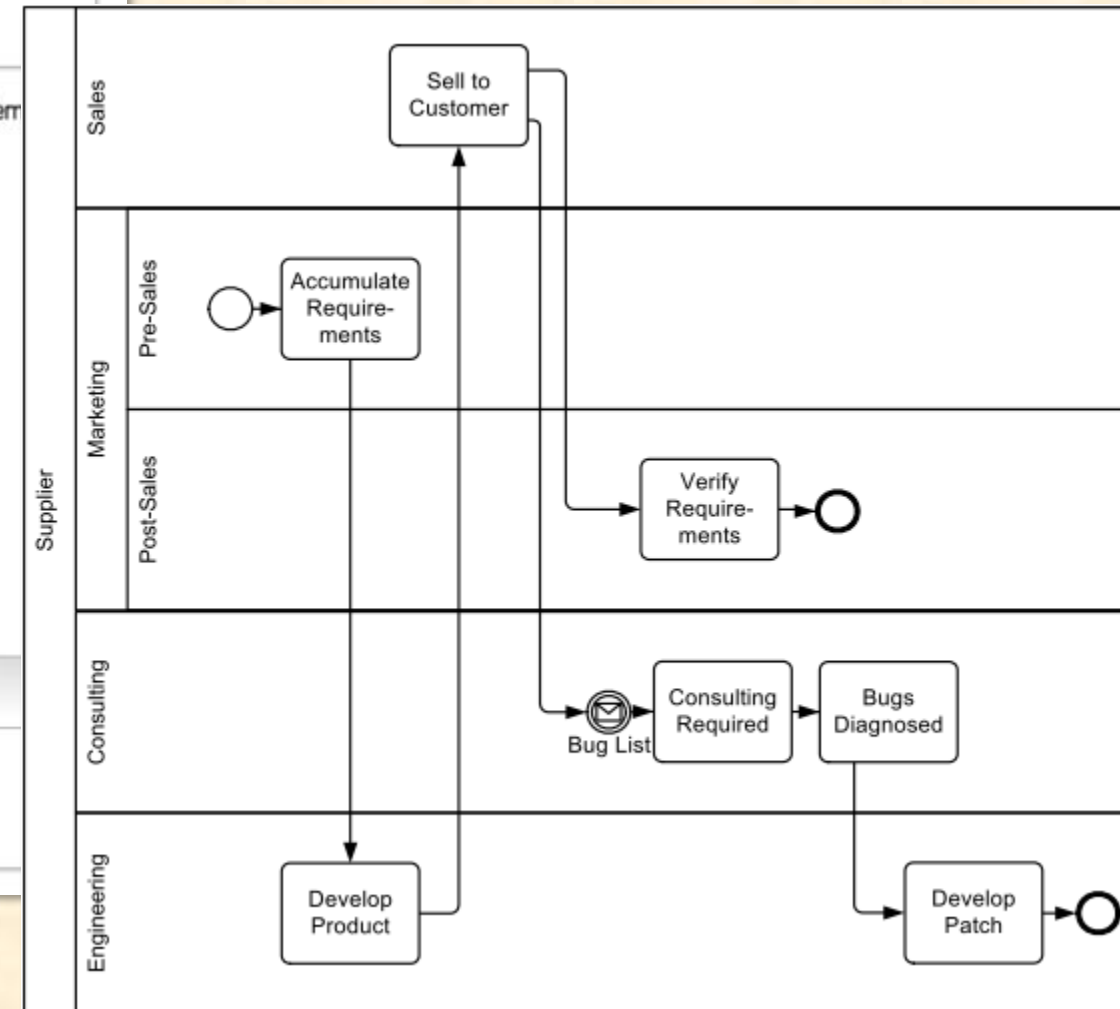 Supplier
Sales
Sell to
Customer
Marketing
Pre-Sales
Accumulate
Require-
ments
Post-Sales
Verify
Require-
ments
Consulting
Bug List
Consulting
Required
Bugs
Diagnosed
Engineering
Develop
Product
Develop
Patch